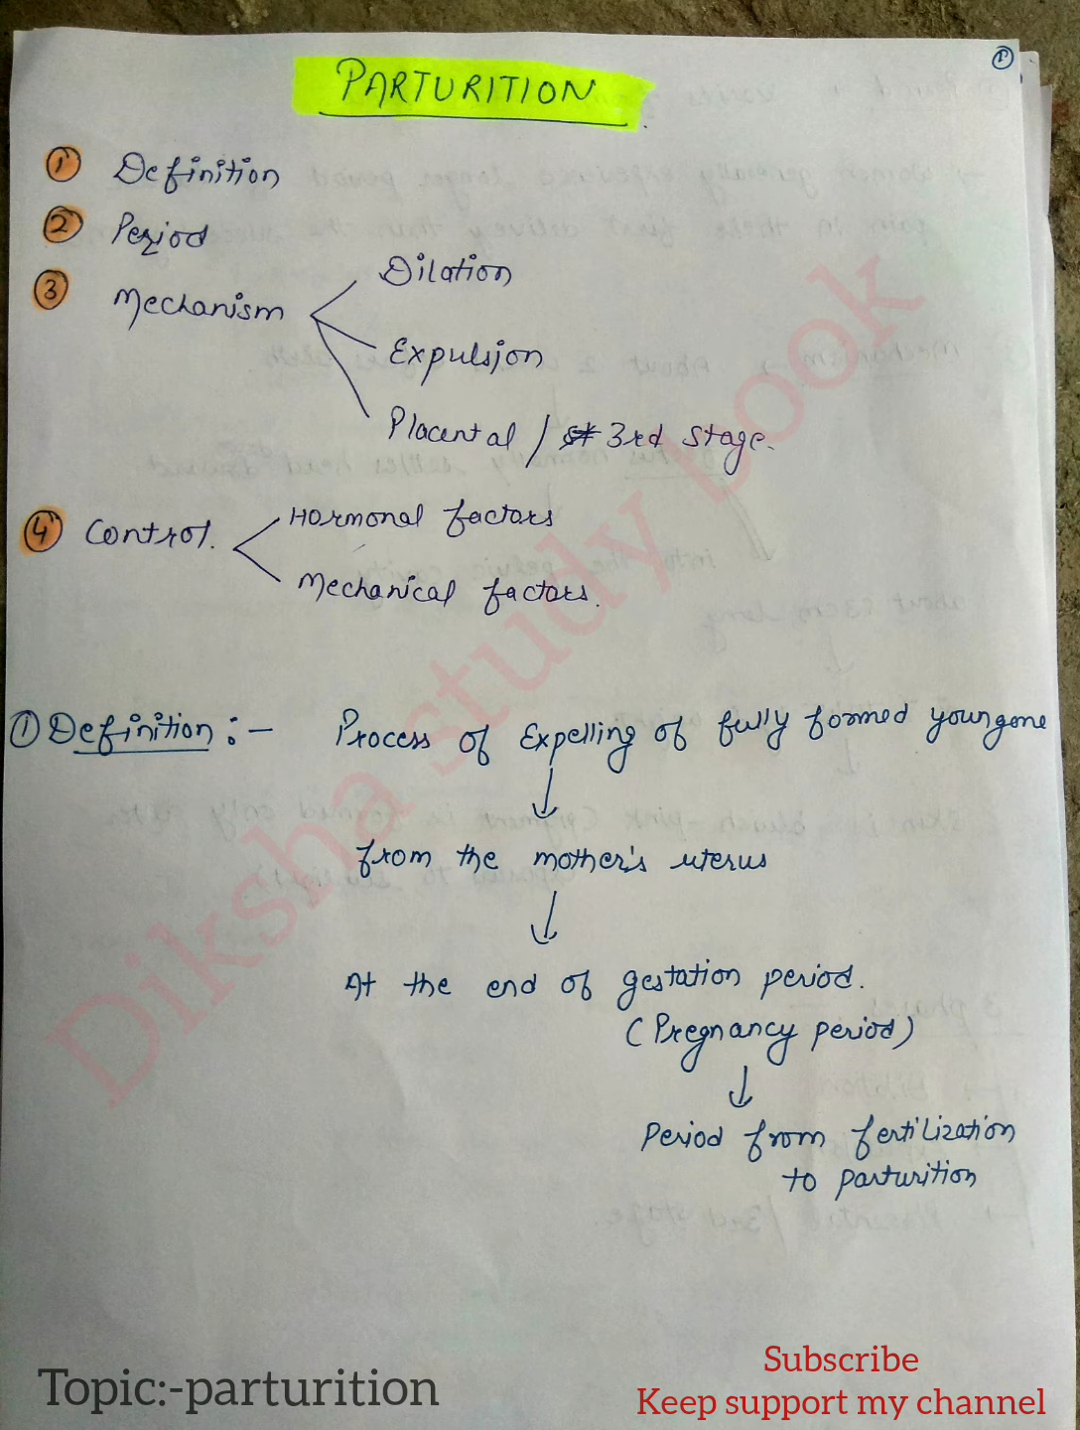 ①
PARTURITION
① Definition
② Period
③ Mechanism
Dilation
Expulsion
Placental / 3rd stage.
④ Control.
Hormonal factors
Mechanical factors.
① Definition :- Process of Expelling of fully formed youngone
↓
from the mother's uterus
↓
At the end of gestation period.
(Pregnancy period)
↓
Period from fertilization
to parturition
Diksha study book
Topic:-parturition
Subscribe
Keep support my channel